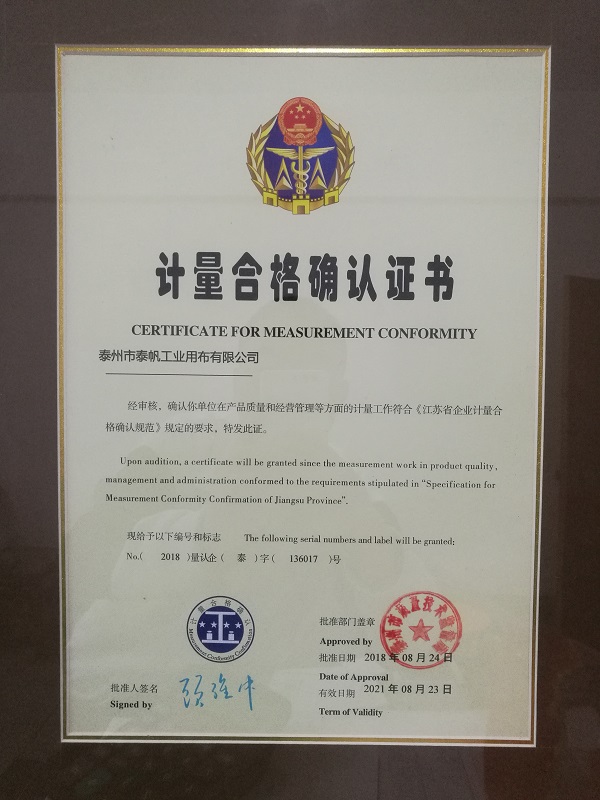 计量合格确认证书
CERTIFICATE FOR MEASUREMENT CONFORMITY
泰州市泰帆工业用布有限公司
经审核，确认你单位在产品质量和经营管理等方面的计量工作符合《江苏省企业计量合
格确认规范》规定的要求，特发此证。
Upon audition, a certificate will be granted since the measurement work in product quality,
management and administration conformed to the requirements stipulated in "Specification for
Measurement Conformity Confirmation of Jiangsu Province".
现给予以下编号和标志 The following serial numbers and label will be granted:
No.( 2018 )量认企( 泰 )字( 136017 )号
计量合格确认
Measurement Conformity Confirmation
批准部门盖章
Approved by
批准日期 2018 年 08 月 24 日
Date of Approval
有效日期 2021 年 08 月 23 日
Term of Validity
批准人签名
Signed by